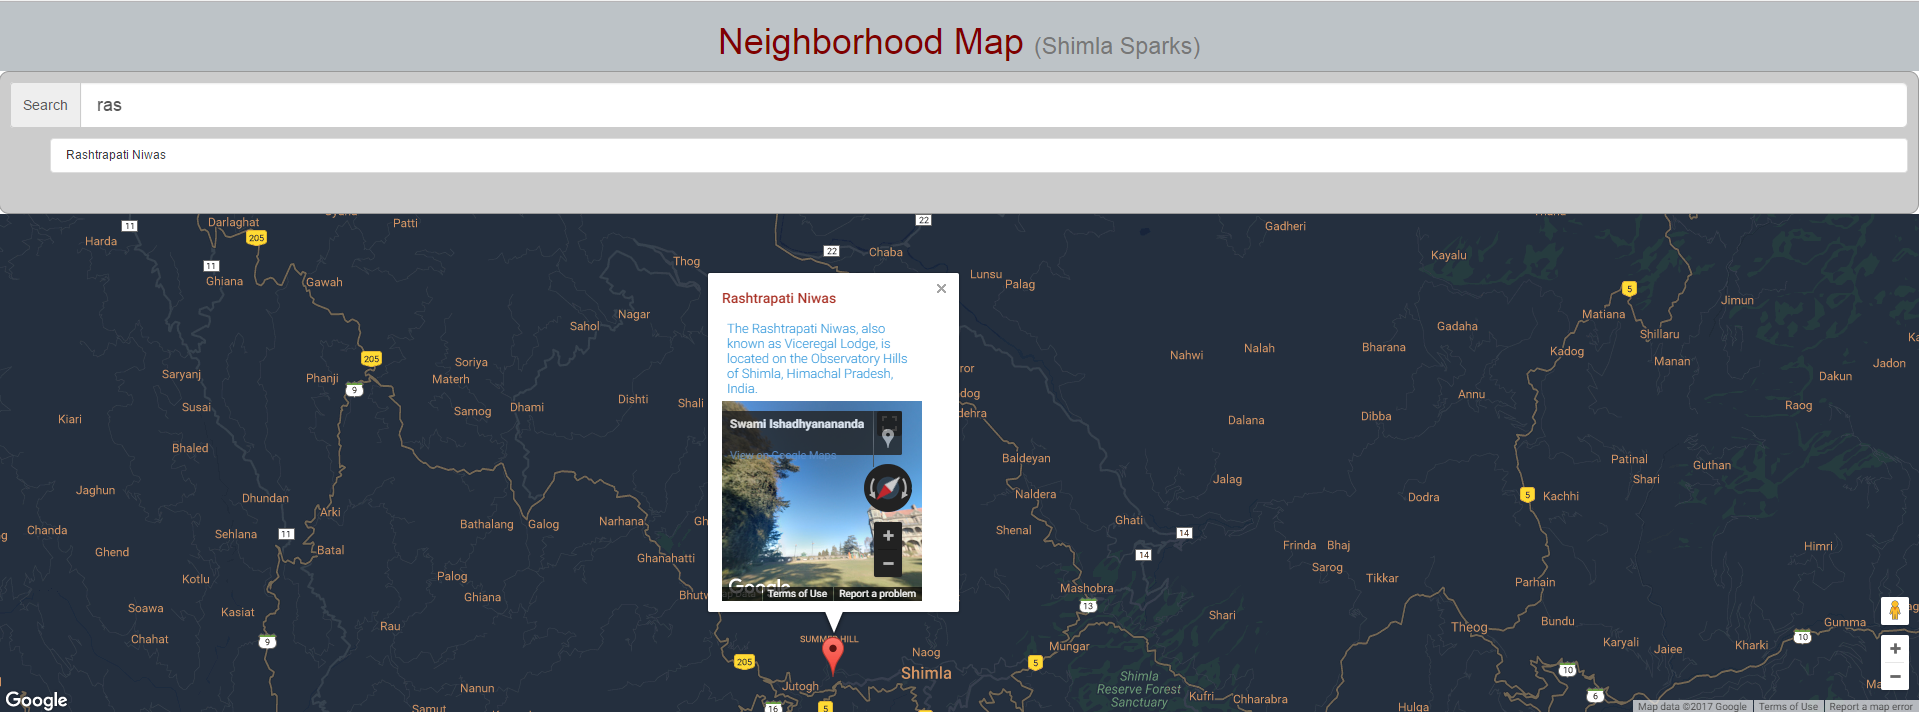 Neighborhood Map (Shimla Sparks)
Search
ras
Rashtrapati Niwas
Darlaghat
Patti
22
11
205
Harda
Gadheri
22
Chaba
Kayalu
Thog
11
Ghiana
Gawah
Lunsu
Palag
5
Jimun
Rashtrapati Niwas
The Rashtrapati Niwas, also
known as Viceregal Lodge, is
located on the Observatory Hills
of Shimla, Himachal Pradesh,
India.
Swami Ishadhyanananda
View on Google Maps
Google
Terms of Use
Report a problem
Nagar
Sahol
Matiana
Gadaha
Shillaru
205
Soriya
Nahwi
Nalah
Bharana
Kadog
Manan
Jadon
Saryanj
Phanji
9
Materh
Dakun
Susai
Samog
Dhami
Dishti
Shali
Annu
Raog
Kiari
Dalana
Dibba
Bhaled
Baldeyan
Patinal
Guthan
Jalag
Shari
Jaghun
Dhundan
Naldera
Dodra
5
Kachhi
Arki
Chanda
Sehlana
11
Bathalang
Galog
Narhana
Shenal
Ghati
14
Ghend
Batal
Ghanahatti
14
Frinda
Bhaj
Himri
Sarog
Kotlu
Palog
Tikkar
Parhain
Ghiana
Mashobra
Soawa
Kasiat
13
Shari
Rau
Theog
Bundu
Gumma
Chahat
9
SUMMER HILL
Mungar
Karyali
Jaiee
Kharki
10
205
Naog
5
Shimla
Jutogh
Shimla
Reserve Forest
Sanctuary
10
Nanun
Kufri
Chharabra
6
Samut
16
5
Hulga
Google
Map data ©2017 Google
Terms of Use
Report a map error